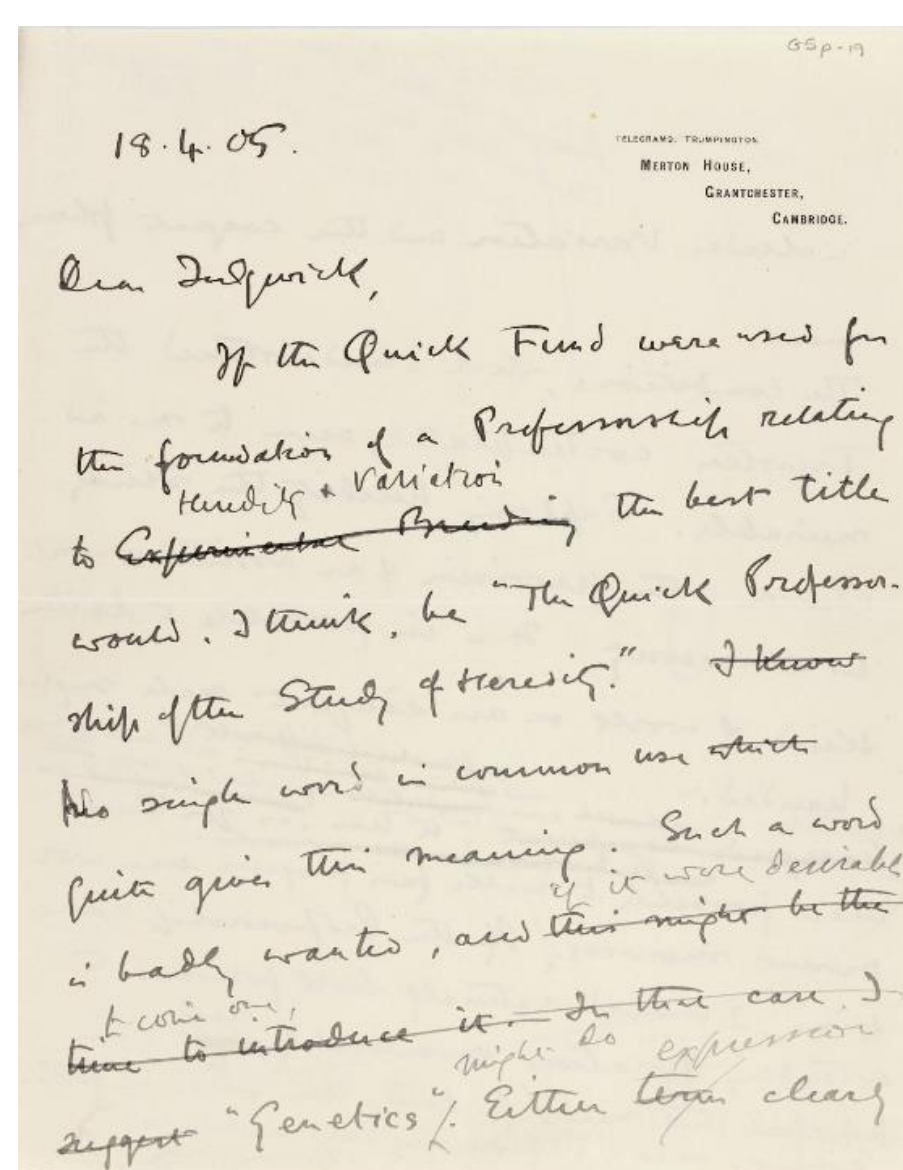 G5p-19
18.4.05.
TELEGRAMS, TRUMPINGTON.
MERTON HOUSE,
GRANTCHESTER,
CAMBRIDGE.
Dear Sedgwick,
If the Quick Fund were used for
the foundation of a Professorship relating
Heredity & Variation
to Experimental Breeding the best title
would, I think, be "The Quick Professor-
ship of the Study of Heredity." I know
No single word in common use which
quite gives this meaning. Such a word
if it were desirable
is badly wanted, and this might be the
to coin one,
time to introduce it. In that case I
might do expression
suggest "Genetics". Either term clearly